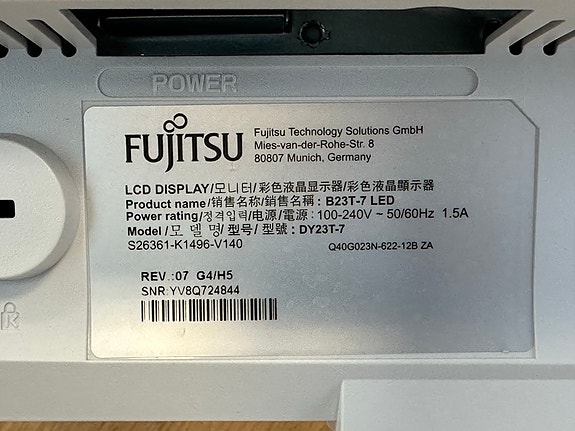 POWER
FUJITSU
Fujitsu Technology Solutions GmbH
Mies-van-der-Rohe-Str. 8
80807 Munich, Germany
LCD DISPLAY/모니터/彩色液晶显示器/彩色液晶顯示器
Product name/销售名称/銷售名稱 : B23T-7 LED
Power rating/정격입력/电源/電源 : 100-240V ~ 50/60Hz 1.5A
Model /모 델 명/ 型号/ 型號 : DY23T-7
S26361-K1496-V140
Q40G023N-622-12B ZA
REV.:07 G4/H5
SNR:YV8Q724844